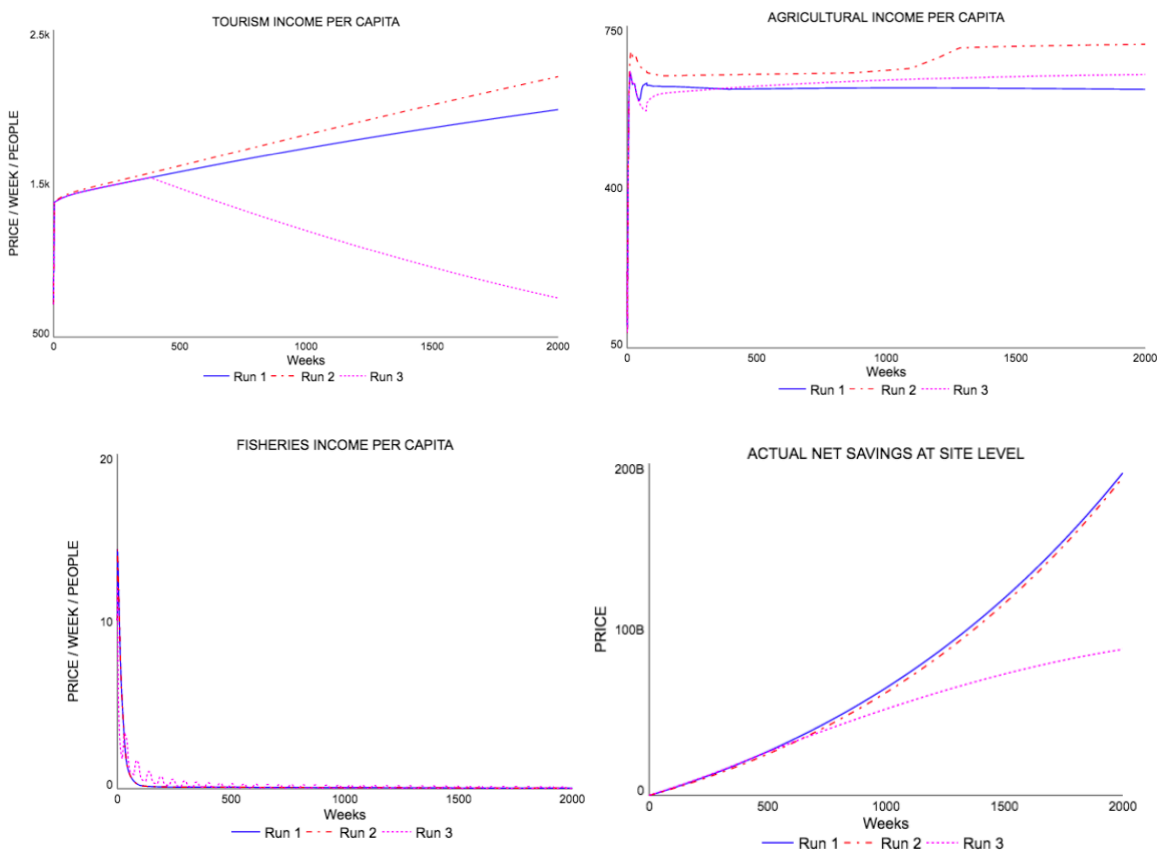 TOURISM INCOME PER CAPITA
2.5k
1.5k
500
PRICE / WEEK / PEOPLE
0 500 1000 1500 2000
Weeks
Run 1 Run 2 Run 3
AGRICULTURAL INCOME PER CAPITA
750
400
50
0 500 1000 1500 2000
Weeks
Run 1 Run 2 Run 3
FISHERIES INCOME PER CAPITA
20
10
0
PRICE / WEEK / PEOPLE
0 500 1000 1500 2000
Weeks
Run 1 Run 2 Run 3
ACTUAL NET SAVINGS AT SITE LEVEL
200B
100B
0
PRICE
0 500 1000 1500 2000
Weeks
Run 1 Run 2 Run 3